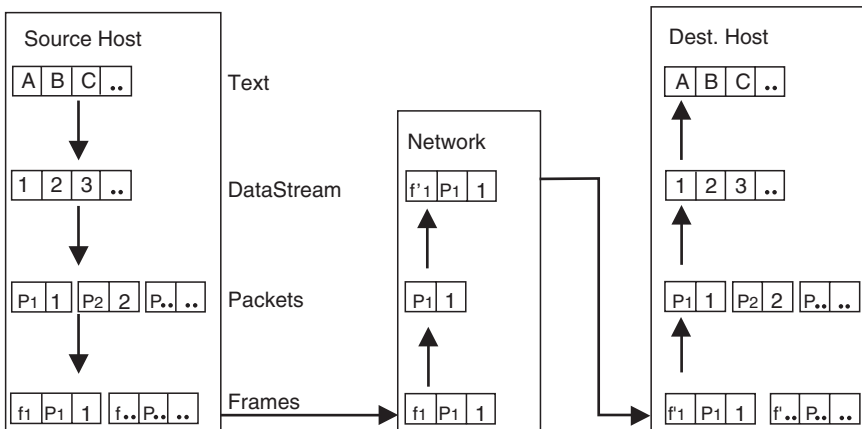 Source Host
A B C ..
1 2 3 ..
P1 1 P2 2 P.. ..
f1 P1 1 f.. P.. ..
Text
DataStream
Packets
Frames
Network
f'1 P1 1
P1 1
f1 P1 1
Dest. Host
A B C ..
1 2 3 ..
P1 1 P2 2 P.. ..
f'1 P1 1 f'.. P.. ..